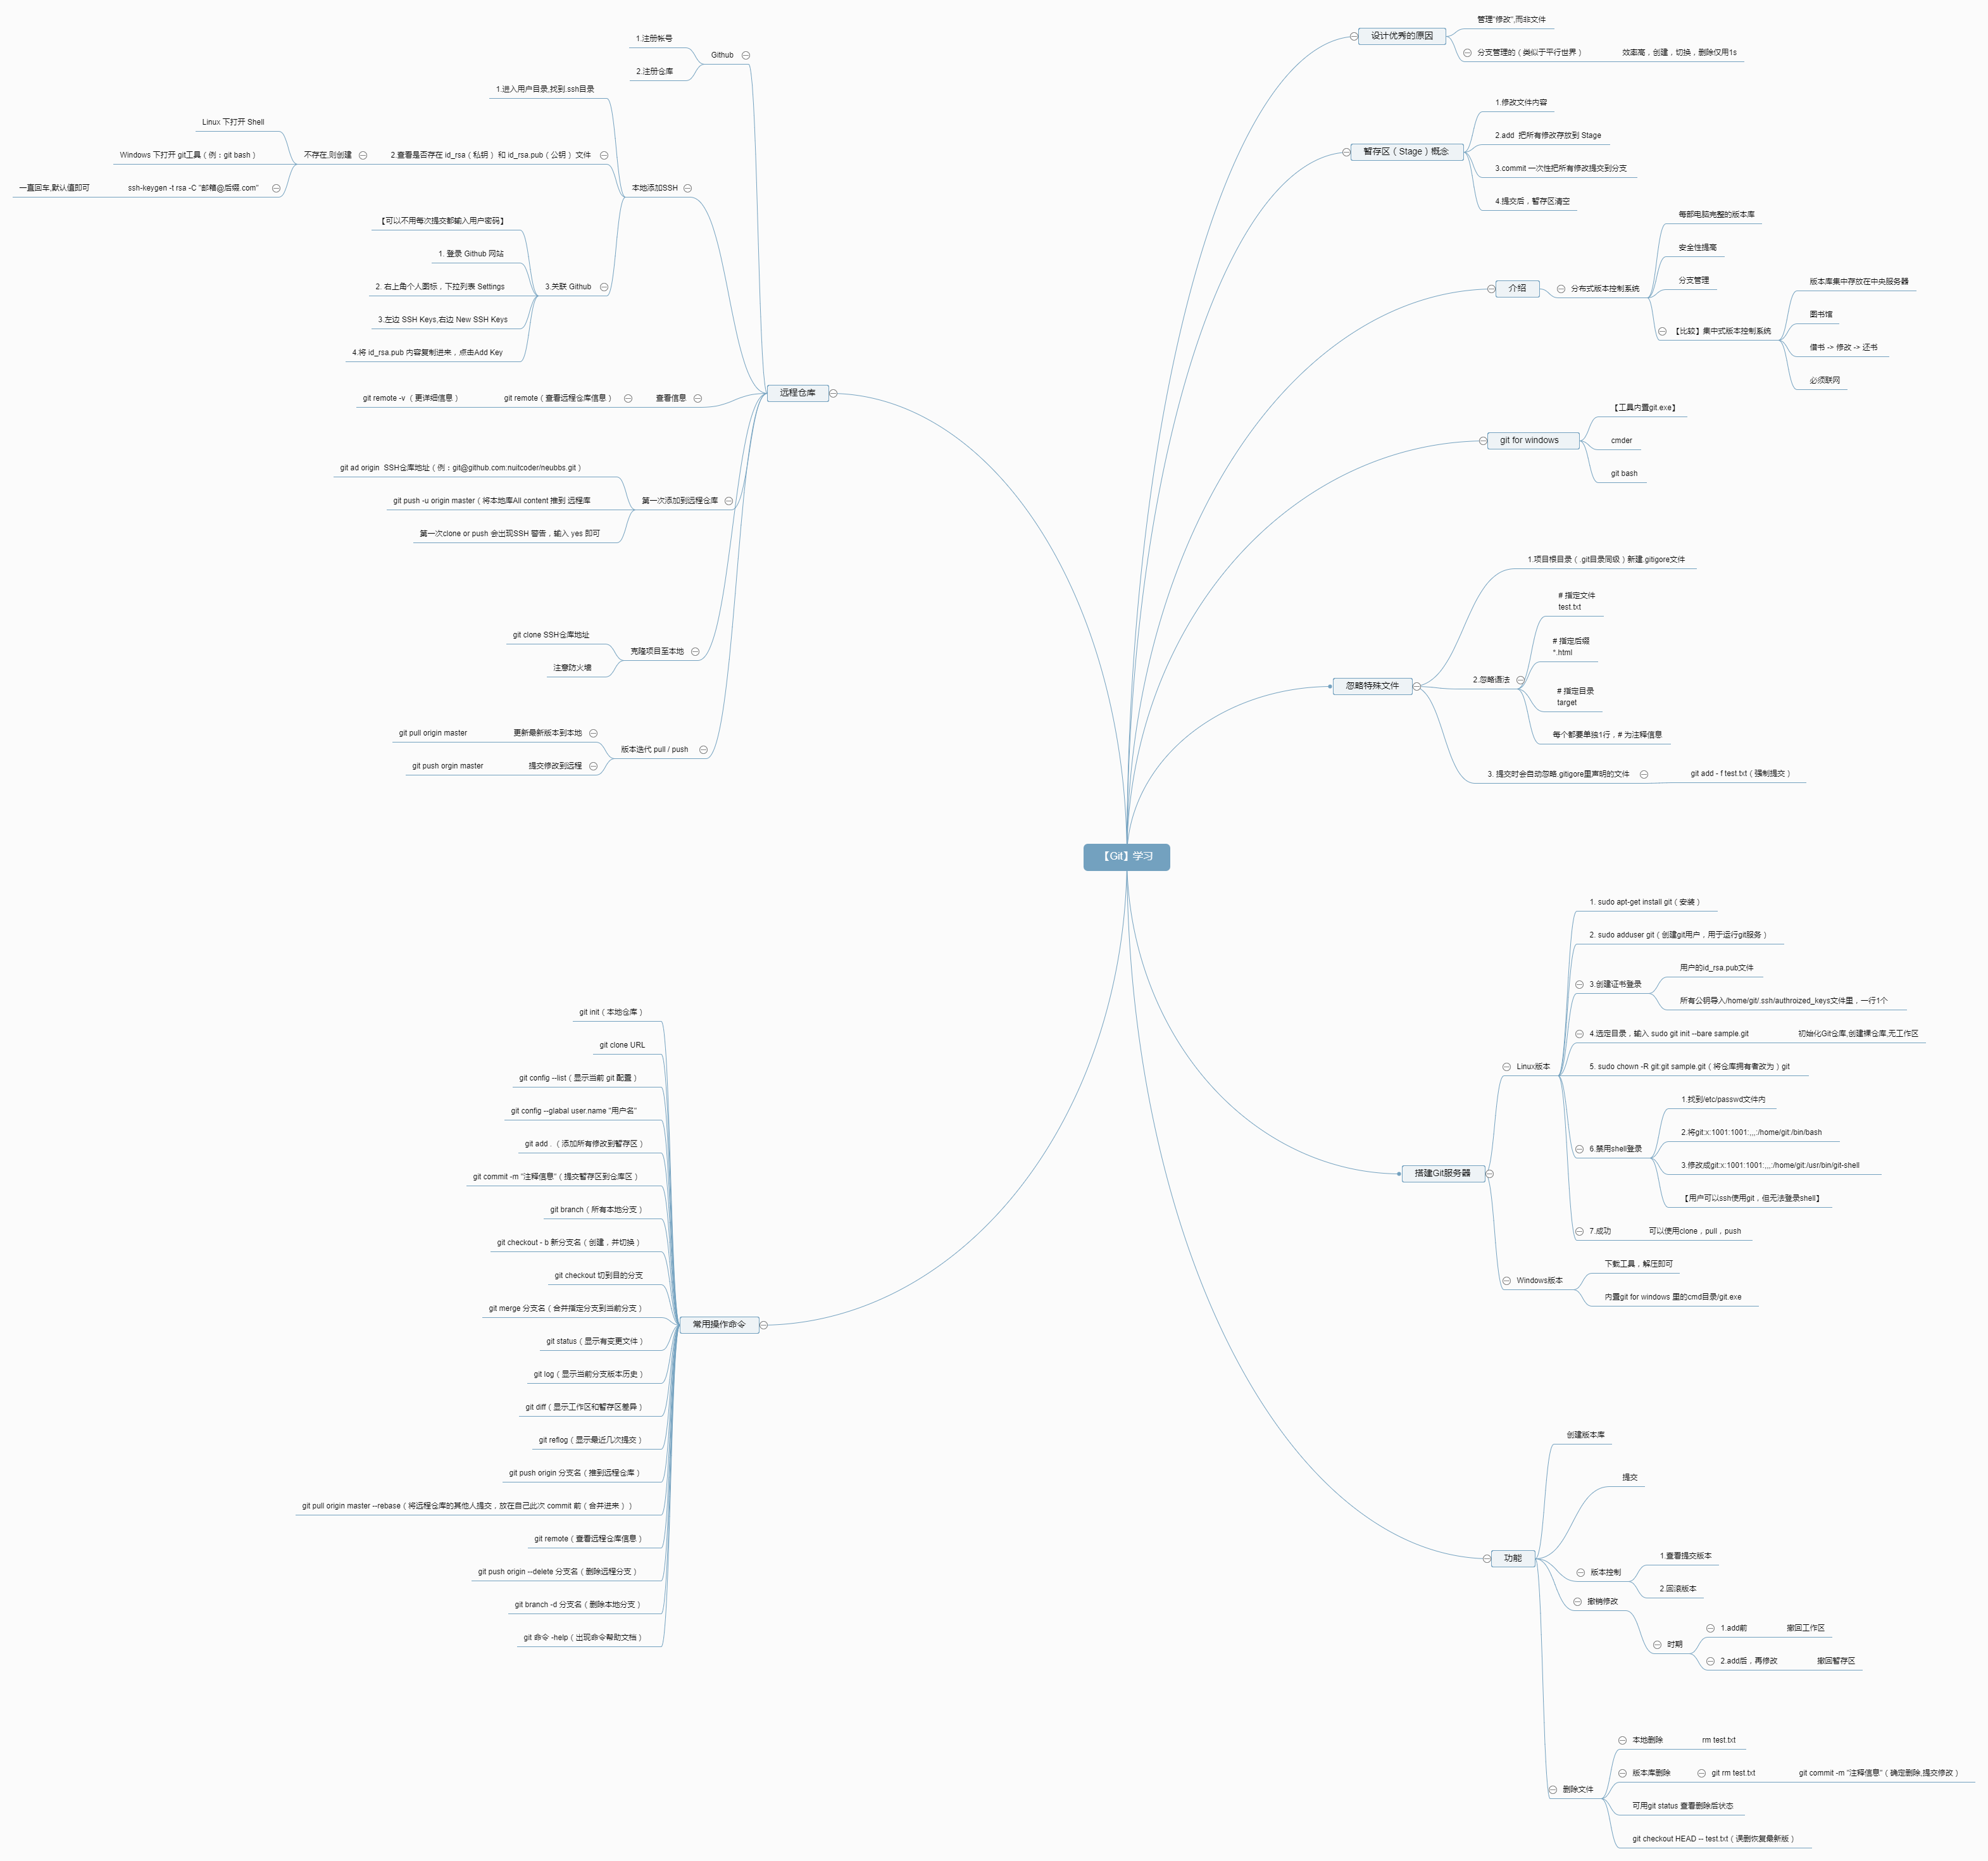 【Git】学习
设计优秀的原因
管理"修改",而非文件
分支管理的（类似于平行世界）
效率高，创建，切换，删除仅用1s
暂存区（Stage）概念
1.修改文件内容
2.add 把所有修改存放到 Stage
3.commit 一次性把所有修改提交到分支
4.提交后，暂存区清空
介绍
分布式版本控制系统
每部电脑完整的版本库
安全性提高
分支管理
【比较】集中式版本控制系统
版本库集中存放在中央服务器
图书馆
借书 -> 修改 -> 还书
必须联网
git for windows
【工具内置git.exe】
cmder
git bash
忽略特殊文件
1.项目根目录（ .git目录同级）新建.gitigore文件
2.忽略语法
# 指定文件
test.txt
# 指定后缀
*.html
# 指定目录
target
每个都要单独1行，# 为注释信息
3. 提交时会自动忽略.gitigore里声明的文件
git add - f test.txt（强制提交）
搭建Git服务器
Linux版本
1. sudo apt-get install git（安装）
2. sudo adduser git（创建git用户，用于运行git服务）
3.创建证书登录
用户的id_rsa.pub文件
所有公钥导入/home/git/.ssh/authroized_keys文件里，一行1个
4.选定目录，输入 sudo git init --bare sample.git
初始化Git仓库,创建裸仓库,无工作区
5. sudo chown -R git:git sample.git（将仓库拥有者改为）git
6.禁用shell登录
1.找到/etc/passwd文件内
2.将git:x:1001:1001:,,,:/home/git:/bin/bash
3.修改成git:x:1001:1001:,,,:/home/git:/usr/bin/git-shell
【用户可以ssh使用git，但无法登录shell】
7.成功
可以使用clone，pull，push
Windows版本
下载工具，解压即可
内置git for windows 里的cmd目录/git.exe
功能
创建版本库
提交
版本控制
1.查看提交版本
2.回滚版本
撤销修改
时期
1.add前
撤回工作区
2.add后，再修改
撤回暂存区
删除文件
本地删除
rm test.txt
版本库删除
git rm test.txt
git commit -m "注释信息"（确定删除,提交修改）
可用git status 查看删除后状态
git checkout HEAD -- test.txt（误删恢复最新版）
远程仓库
Github
1.注册帐号
2.注册仓库
本地添加SSH
1.进入用户目录,找到.ssh目录
2.查看是否存在 id_rsa（私钥） 和 id_rsa.pub（公钥） 文件
不存在,则创建
Linux 下打开 Shell
Windows 下打开 git工具（例：git bash）
ssh-keygen -t rsa -C "邮箱@后缀.com"
一直回车,默认值即可
3.关联 Github
【可以不用每次提交都输入用户密码】
1. 登录 Github 网站
2. 右上角个人图标，下拉列表 Settings
3.左边 SSH Keys,右边 New SSH Keys
4.将 id_rsa.pub 内容复制进来，点击Add Key
查看信息
git remote（查看远程仓库信息）
git remote -v （更详细信息）
第一次添加到远程仓库
git ad origin SSH仓库地址（例：git@github.com:nuitcoder/neubbs.git）
git push -u origin master（将本地库All content 推到 远程库
第一次clone or push 会出现SSH 警告，输入 yes 即可
克隆项目至本地
git clone SSH仓库地址
注意防火墙
版本迭代 pull / push
更新最新版本到本地
git pull origin master
提交修改到远程
git push orgin master
常用操作命令
git init（本地仓库）
git clone URL
git config --list（显示当前 git 配置）
git config --glabal user.name "用户名"
git add . （添加所有修改到暂存区）
git commit -m "注释信息"（提交暂存区到仓库区）
git branch（所有本地分支）
git checkout - b 新分支名（创建，并切换）
git checkout 切到目的分支
git merge 分支名（合并指定分支到当前分支）
git status（显示有变更文件）
git log（显示当前分支版本历史）
git diff（显示工作区和暂存区差异）
git reflog（显示最近几次提交）
git push origin 分支名（推到远程仓库）
git pull origin master --rebase（将远程仓库的其他人提交，放在自己此次 commit 前（合并进来））
git remote（查看远程仓库信息）
git push origin --delete 分支名（删除远程分支）
git branch -d 分支名（删除本地分支）
git 命令 -help（出现命令帮助文档）